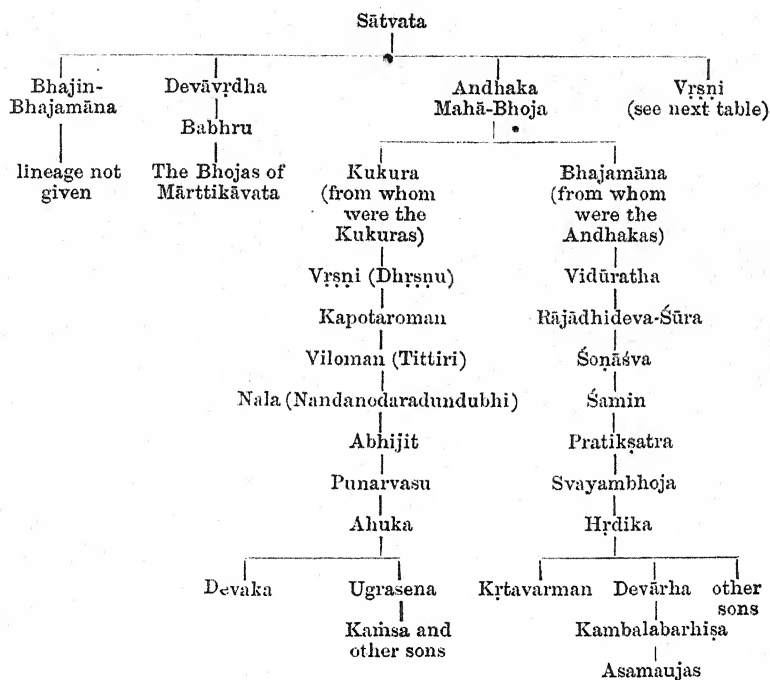 Sātvata
Bhajin- Devāvṛdha Andhaka Vṛṣṇi
Bhajamāna Mahā-Bhoja (see next table)
Babhru
lineage not The Bhojas of Kukura Bhajamāna
given Mārttikāvata (from whom (from whom
were the were the
Kukuras) Andhakas)
Vṛṣṇi (Dhṛṣṇu) Vidūratha
Kapotaroman Rājādhideva-Śūra
Viloman (Tittiri) Śoṇāśva
Nala (Nandanodaradundubhi) Śamin
Abhijit Pratikṣatra
Punarvasu Svayambhoja
Ahuka Hṛdika
Devaka Ugrasena Kṛtavarman Devārha other
sons
Kaṁsa and Kambalabarhiṣa
other sons
Asamaujas